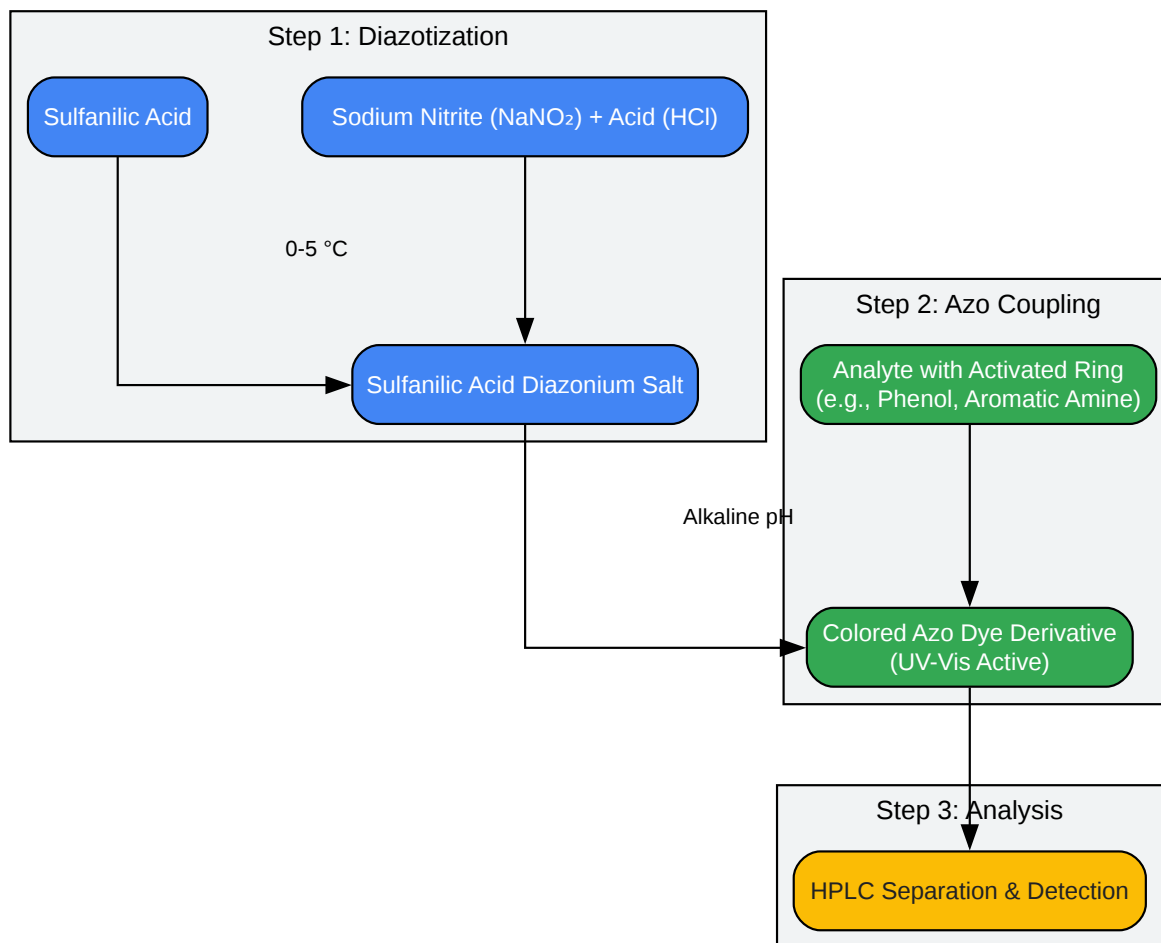 Step 1: Diazotization
Sulfanilic Acid
Sodium Nitrite (NaNO₂) + Acid (HCl)
0-5 °C
Sulfanilic Acid Diazonium Salt
Step 2: Azo Coupling
Analyte with Activated Ring
(e.g., Phenol, Aromatic Amine)
Alkaline pH
Colored Azo Dye Derivative
(UV-Vis Active)
Step 3: Analysis
HPLC Separation & Detection